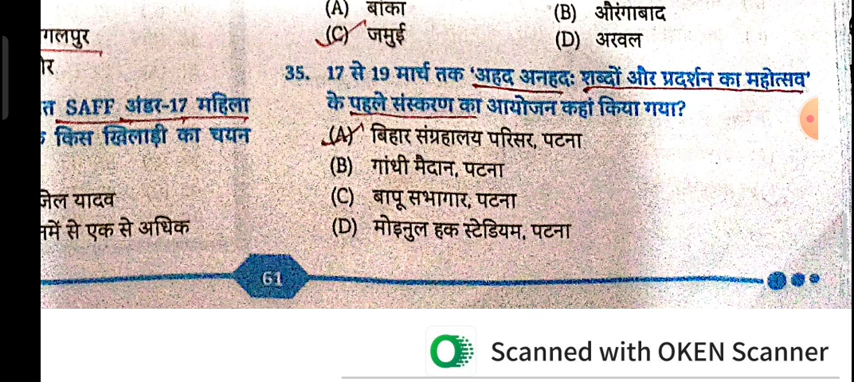 (A) बांका
(B) औरंगाबाद
गलपुर
(C) जमुई
(D) अरवल
35. 17 से 19 मार्च तक ‘अहद अनहदः शब्दों और प्रदर्शन का महोत्सव’
के पहले संस्करण का आयोजन कहां किया गया?
(A) बिहार संग्रहालय परिसर, पटना
(B) गांधी मैदान, पटना
(C) बापू सभागार, पटना
(D) मोइनुल हक स्टेडियम, पटना
SAFF अंडर-17 महिला
किस खिलाड़ी का चयन
यादव
में से एक से अधिक
61
Scanned with OKEN Scanner